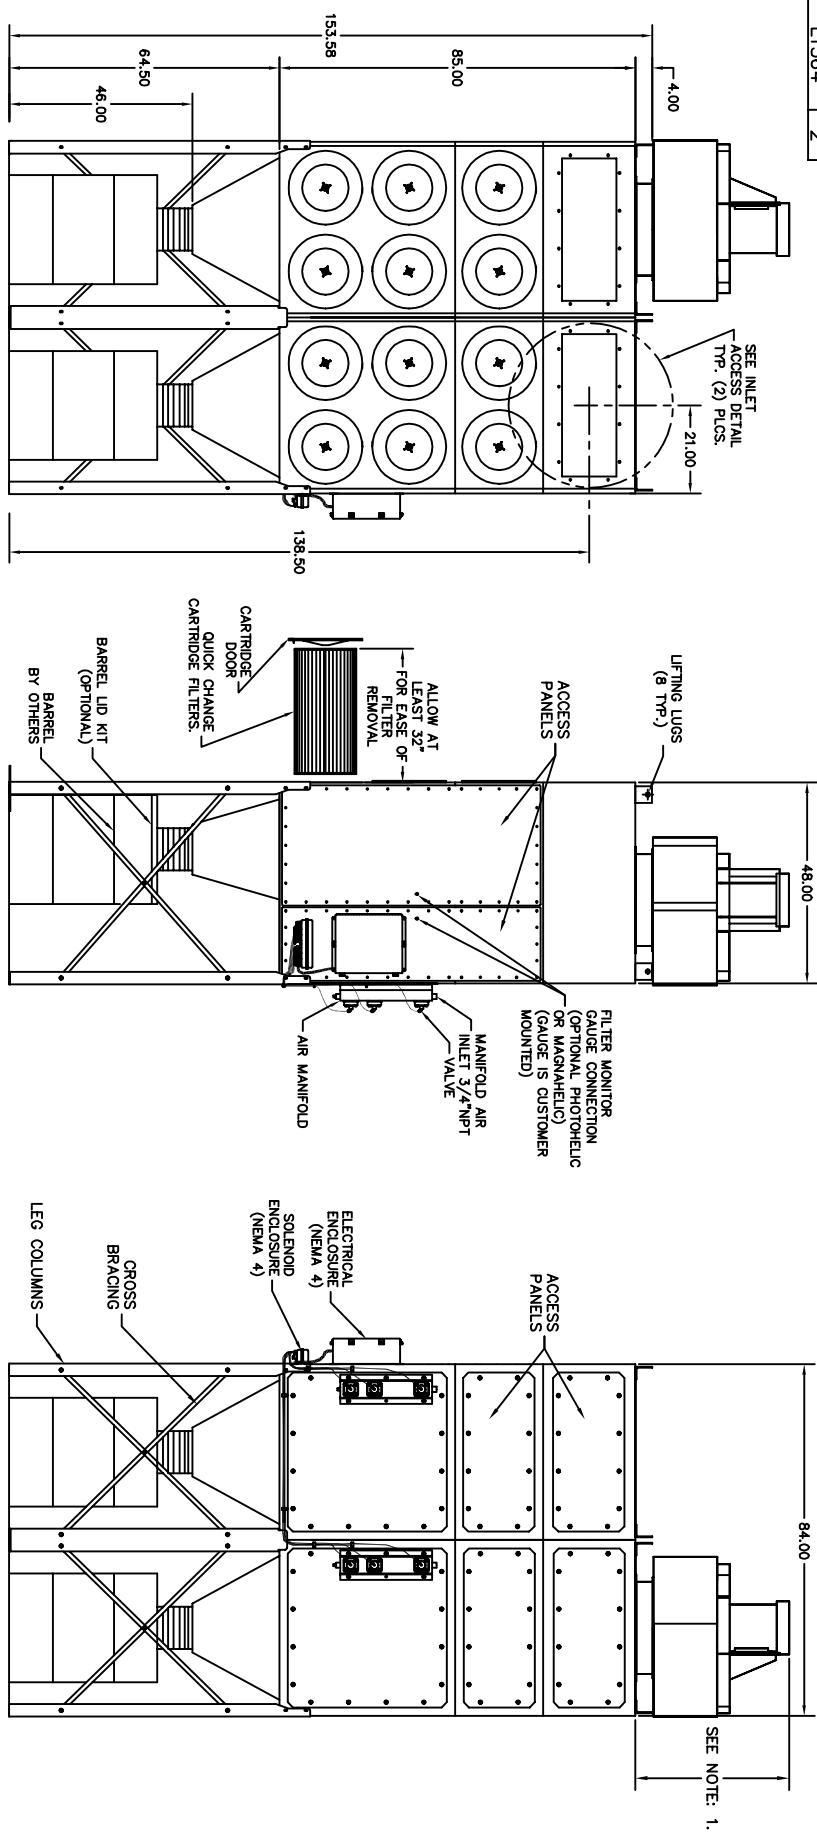 153.58
64.50
46.00
85.00
4.00
SEE INLET
ACCESS DETAIL
TYP. (2) PLCS.
21.00
138.50
LIFTING LUGS
(8 TYP.)
48.00
ACCESS
PANELS
ALLOW AT
LEAST 32"
FOR EASE OF
FILTER
REMOVAL
CARTRIDGE
DOOR
QUICK CHANGE
CARTRIDGE FILTERS.
BARREL LID KIT
(OPTIONAL)
BARREL
BY OTHERS
FILTER MONITOR
GAUGE CONNECTION
(OPTIONAL PHOTOHELIC
OR MAGNAHELIC)
(GAUGE IS CUSTOMER
MOUNTED)
MANIFOLD AIR
INLET 3/4"NPT
VALVE
AIR MANIFOLD
84.00
SEE NOTE: 1.
ACCESS
PANELS
ELECTRICAL
ENCLOSURE
(NEMA 4)
SOLENOID
ENCLOSURE
(NEMA 4)
CROSS
BRACING
LEG COLUMNS